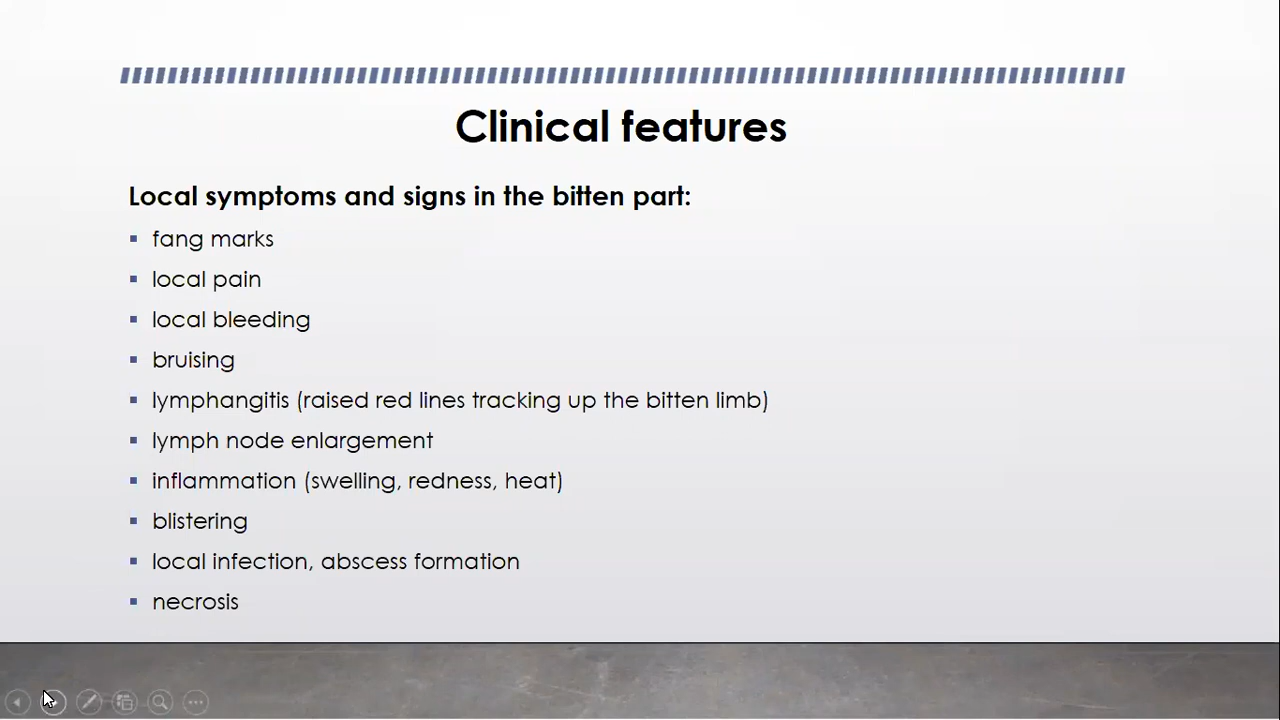 Clinical features
Local symptoms and signs in the bitten part:
▪ fang marks
▪ local pain
▪ local bleeding
▪ bruising
▪ lymphangitis (raised red lines tracking up the bitten limb)
▪ lymph node enlargement
▪ inflammation (swelling, redness, heat)
▪ blistering
▪ local infection, abscess formation
▪ necrosis